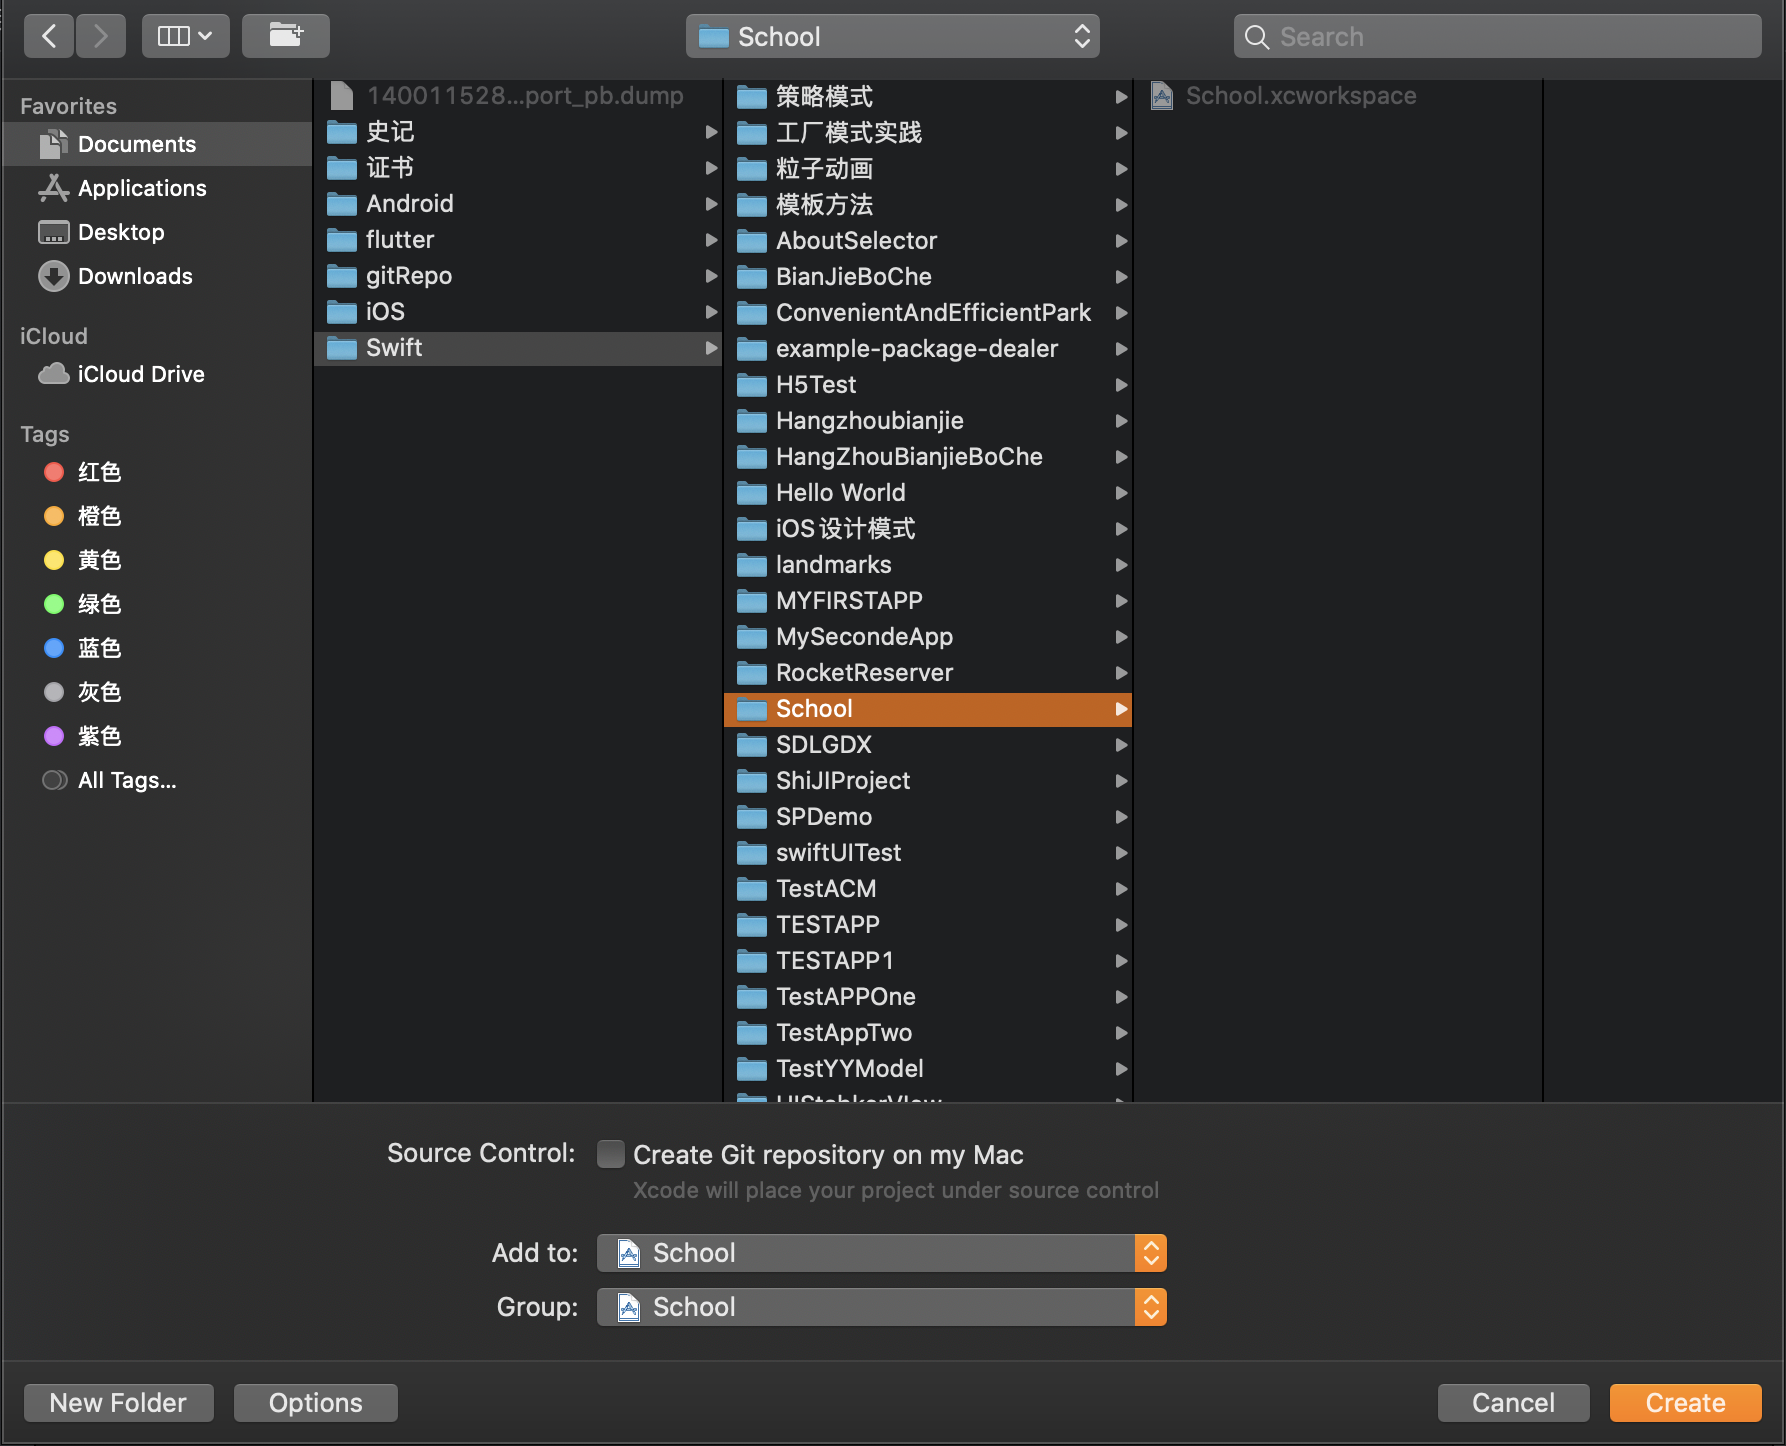 School
Search
Favorites
Documents
Applications
Desktop
Downloads
iCloud
iCloud Drive
Tags
红色
橙色
黄色
绿色
蓝色
灰色
紫色
All Tags...
140011528...port_pb.dump
史记
证书
Android
flutter
gitRepo
iOS
Swift
策略模式
工厂模式实践
粒子动画
模板方法
AboutSelector
BianJieBoChe
ConvenientAndEfficientPark
example-package-dealer
H5Test
Hangzhoubianjie
HangZhouBianjieBoChe
Hello World
iOS设计模式
landmarks
MYFIRSTAPP
MySecondeApp
RocketReserver
School
SDLGDX
ShiJIProject
SPDemo
swiftUITest
TestACM
TESTAPP
TESTAPP1
TestAPPOne
TestAppTwo
TestYYModel
School.xcworkspace
Source Control: Create Git repository on my Mac
Xcode will place your project under source control
Add to: School
Group: School
New Folder Options Cancel Create